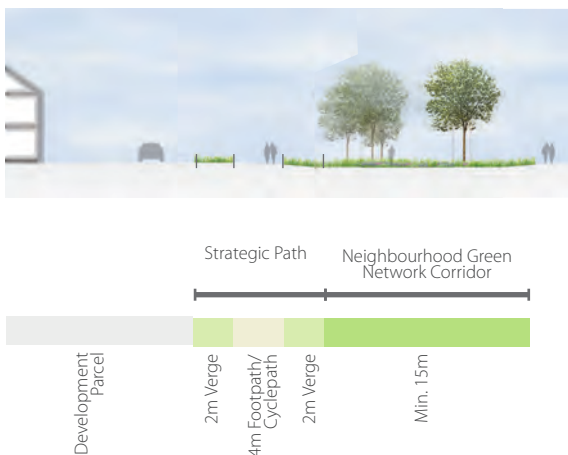 Strategic Path
Neighbourhood Green
Network Corridor
Development
Parcel
2m Verge
4m Footpath/
Cyclepath
2m Verge
Min. 15m